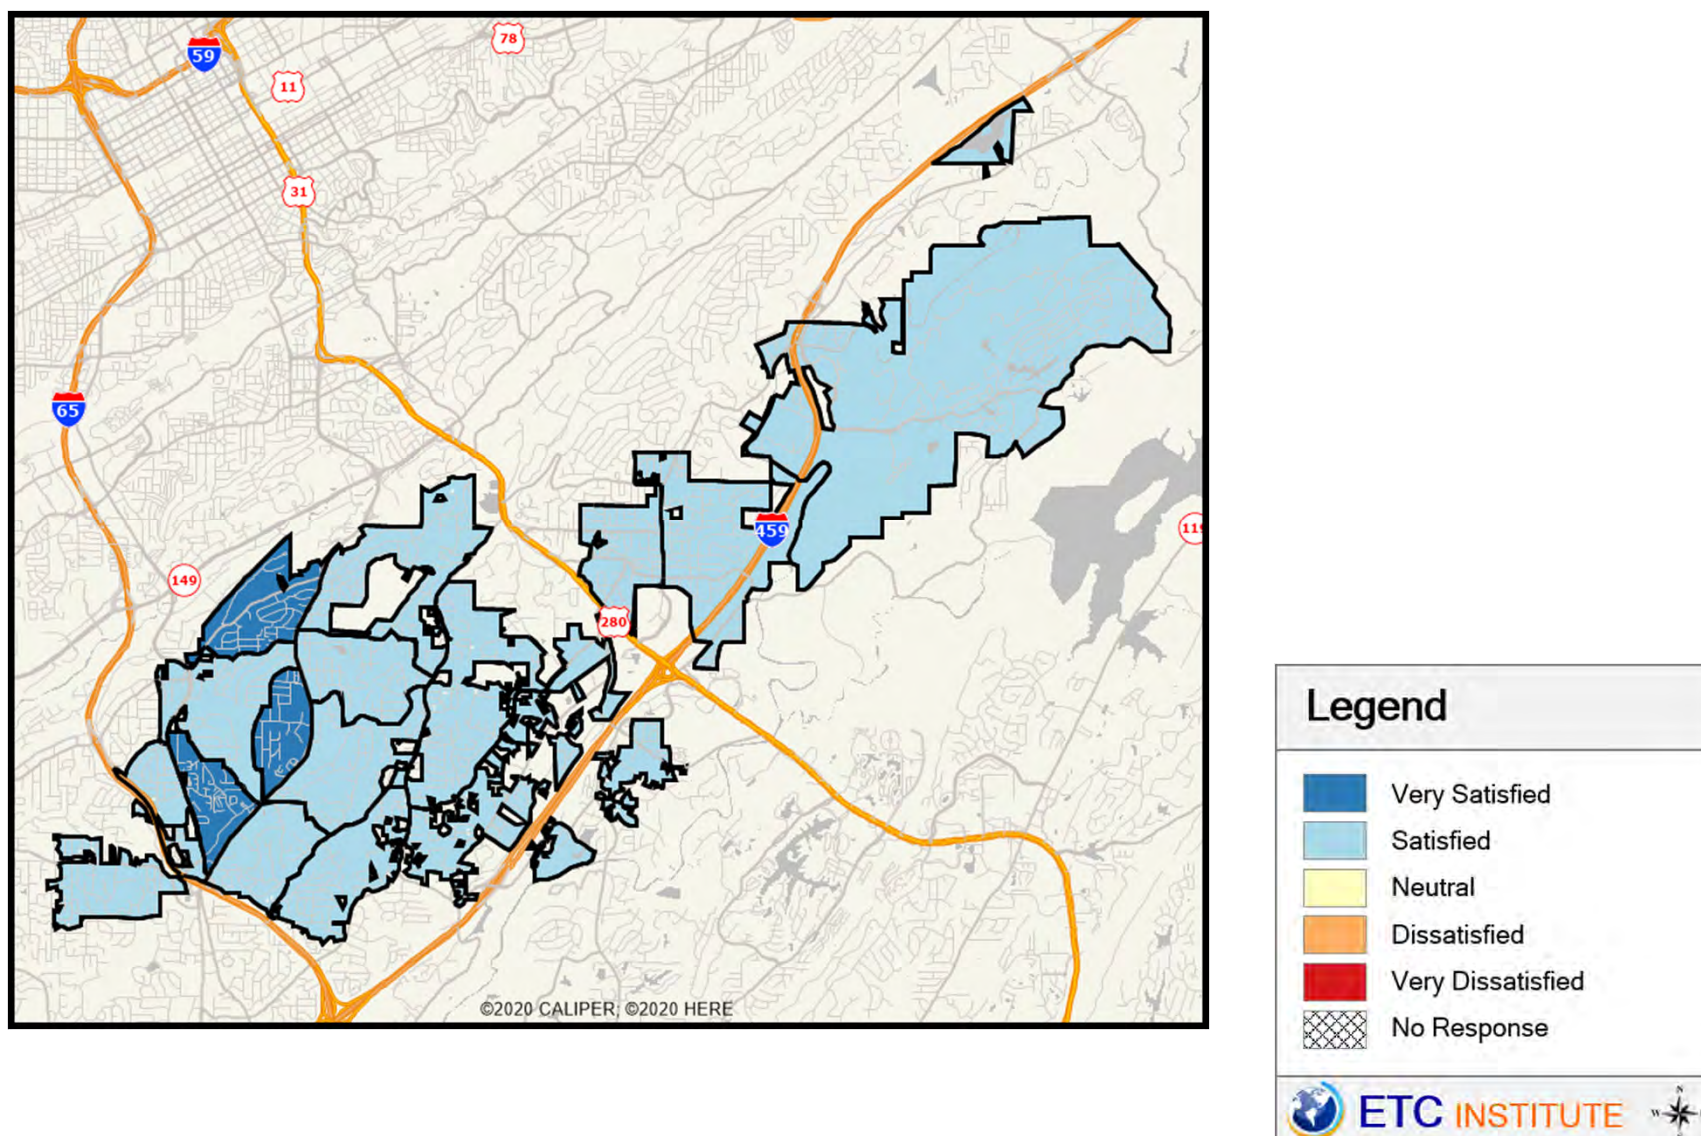 59
78
11
31
65
459
119
149
280
©2020 CALIPER; ©2020 HERE
Legend
Very Satisfied
Satisfied
Neutral
Dissatisfied
Very Dissatisfied
No Response
ETC INSTITUTE
N
W